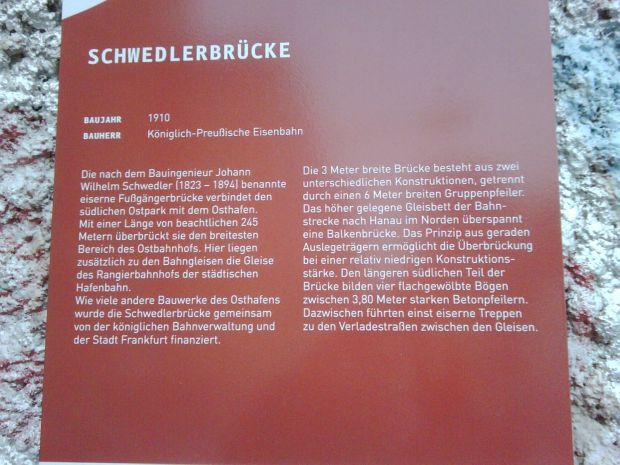 SCHWEDLERBRÜCKE
BAUJAHR 1910
BAUHERR Königlich-Preußische Eisenbahn
Die nach dem Bauingenieur Johann
Wilhelm Schwedler (1823 – 1894) benannte
eiserne Fußgängerbrücke verbindet den
südlichen Ostpark mit dem Osthafen.
Mit einer Länge von beachtlichen 245
Metern überbrückt sie den breitesten
Bereich des Ostbahnhofs. Hier liegen
zusätzlich zu den Bahngleisen die Gleise
des Rangierbahnhofs der städtischen
Hafenbahn.
Wie viele andere Bauwerke des Osthafens
wurde die Schwedlerbrücke gemeinsam
von der königlichen Bahnverwaltung und
der Stadt Frankfurt finanziert.
Die 3 Meter breite Brücke besteht aus zwei
unterschiedlichen Konstruktionen, getrennt
durch einen 6 Meter breiten Gruppenpfeiler.
Das höher gelegene Gleisbett der Bahn-
strecke nach Hanau im Norden überspannt
eine Balkenbrücke. Das Prinzip aus geraden
Auslegeträgern ermöglicht die Überbrückung
bei einer relativ niedrigen Konstruktions-
stärke. Den längeren südlichen Teil der
Brücke bilden vier flachgewölbte Bögen
zwischen 3,80 Meter starken Betonpfeilern.
Dazwischen führten einst eiserne Treppen
zu den Verladestraßen zwischen den Gleisen.